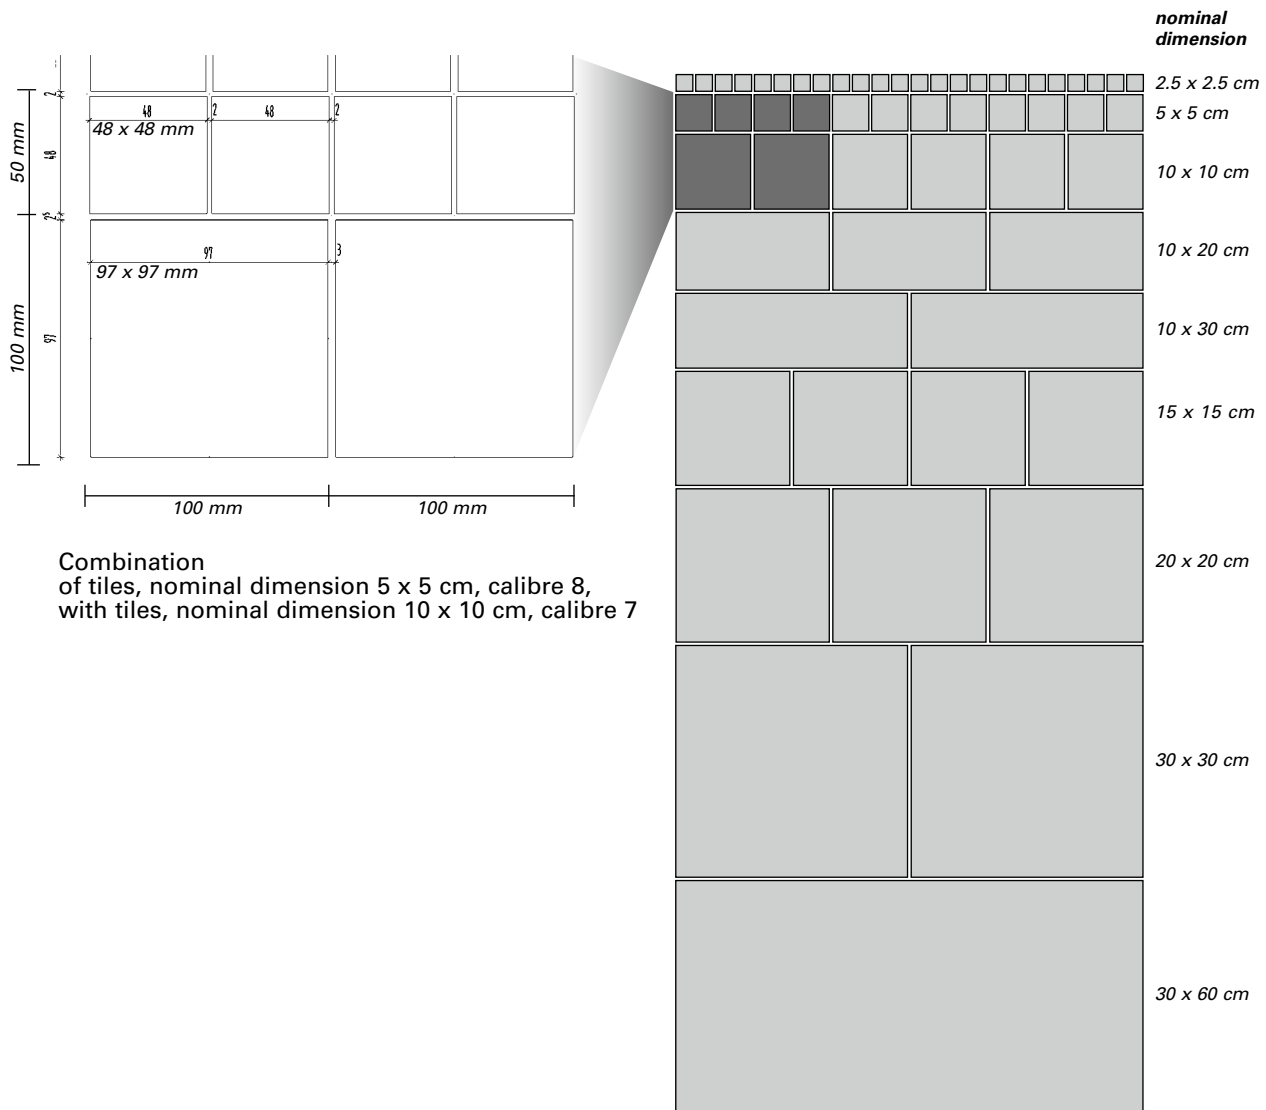 nominal
dimension
2.5 x 2.5 cm
5 x 5 cm
10 x 10 cm
10 x 20 cm
10 x 30 cm
15 x 15 cm
20 x 20 cm
30 x 30 cm
30 x 60 cm
2
48
2
48
2
48 x 48 mm
50 mm
48
2⁵
97
3
97 x 97 mm
100 mm
97
100 mm
100 mm
Combination
of tiles, nominal dimension 5 x 5 cm, calibre 8,
with tiles, nominal dimension 10 x 10 cm, calibre 7